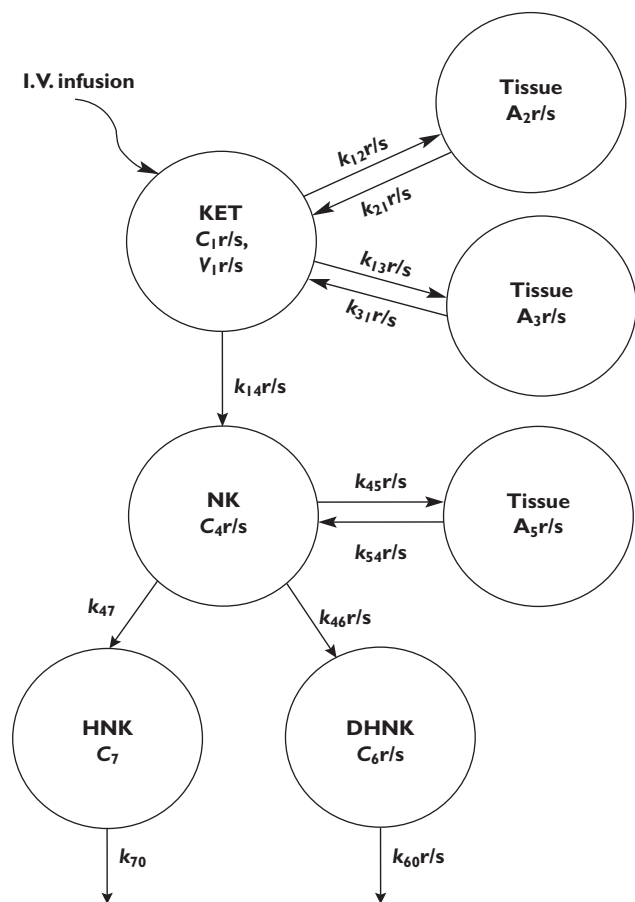 I.V. infusion
Tissue
A₂r/s
k₁₂r/s
k₂₁r/s
KET
C₁r/s,
V₁r/s
k₁₃r/s
k₃₁r/s
Tissue
A₃r/s
k₁₄r/s
NK
C₄r/s
k₄₅r/s
k₅₄r/s
Tissue
A₅r/s
k₄₇
k₄₆r/s
HNK
C₇
DHNK
C₆r/s
k₇₀
k₆₀r/s